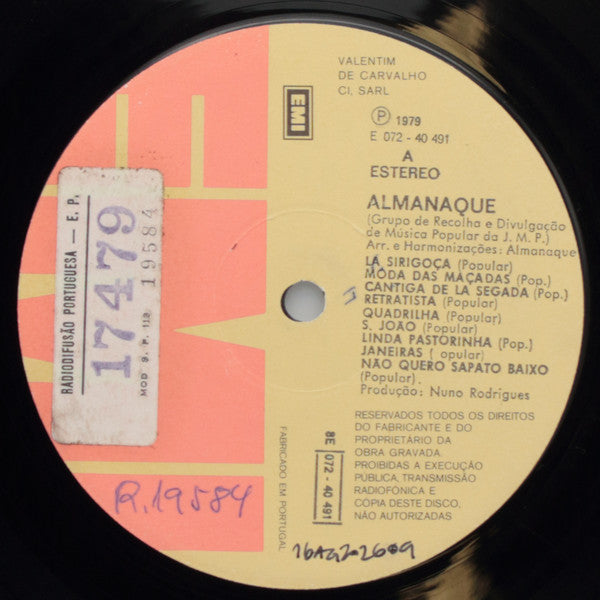 VALENTIM
DE CARVALHO
CI, SARL
EMI
Ⓟ 1979
E 072 - 40 491
A
ESTEREO
ALMANAQUE
(Grupo de Recolha e Divulgação
de Música Popular da J. M. P.)
Arr. e Harmonizações: Almanaque
LA SIRIGOÇA (Popular)
MODA DAS MAÇADAS (Pop.)
CANTIGA DE LA SEGADA (Pop.)
RETRATISTA (Popular)
QUADRILHA (Popular)
S. JOÃO (Popular)
LINDA PASTORINHA (Pop.)
JANEIRAS ( opular)
NÃO QUERO SAPATO BAIXO
(Popular).
Produção: Nuno Rodrigues
RESERVADOS TODOS OS DIREITOS
DO FABRICANTE E DO
PROPRIETÁRIO DA
OBRA GRAVADA.
PROIBIDAS A EXECUÇÃO
PÚBLICA, TRANSMISSÃO
RADIOFÓNICA E
CÓPIA DESTE DISCO,
NÃO AUTORIZADAS
8E 072 - 40 491
FABRICADO EM PORTUGAL
RADIODIFUSÃO PORTUGUESA — E. P.
17479
19584
MOD 9. P. 113
R.19584